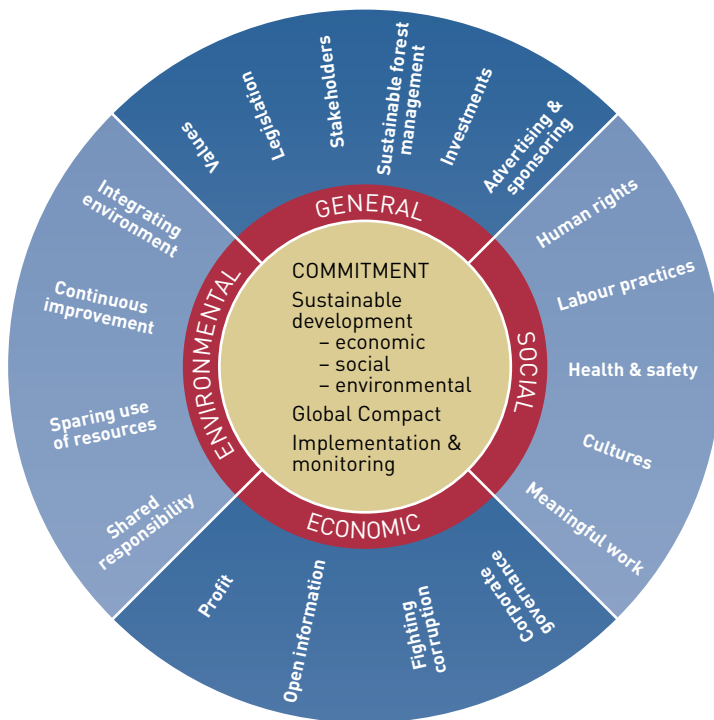 Values
Legislation
Stakeholders
Sustainable forest
management
Investments
Advertising &
sponsoring
GENERAL
Human rights
Labour practices
Health & safety
Cultures
Meaningful work
SOCIAL
Corporate
governance
Fighting
corruption
Open information
Profit
ECONOMIC
Shared
responsibility
Sparing use
of resources
Continuous
improvement
Integrating
environment
ENVIRONMENTAL
COMMITMENT
Sustainable
development
– economic
– social
– environmental
Global Compact
Implementation &
monitoring